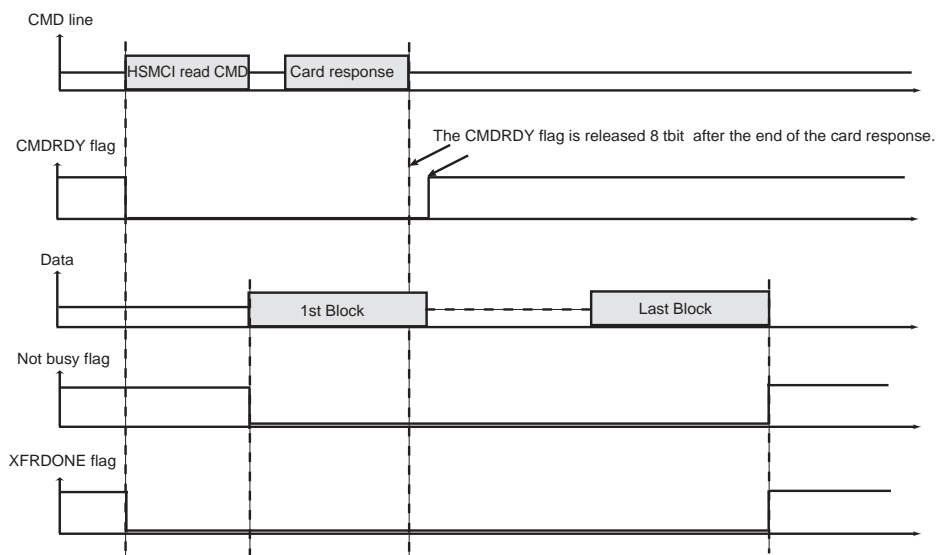 CMD line
HSMCI read CMD
Card response
The CMDRDY flag is released 8 tbit after the end of the card response.
CMDRDY flag
Data
1st Block
Last Block
Not busy flag
XFRDONE flag